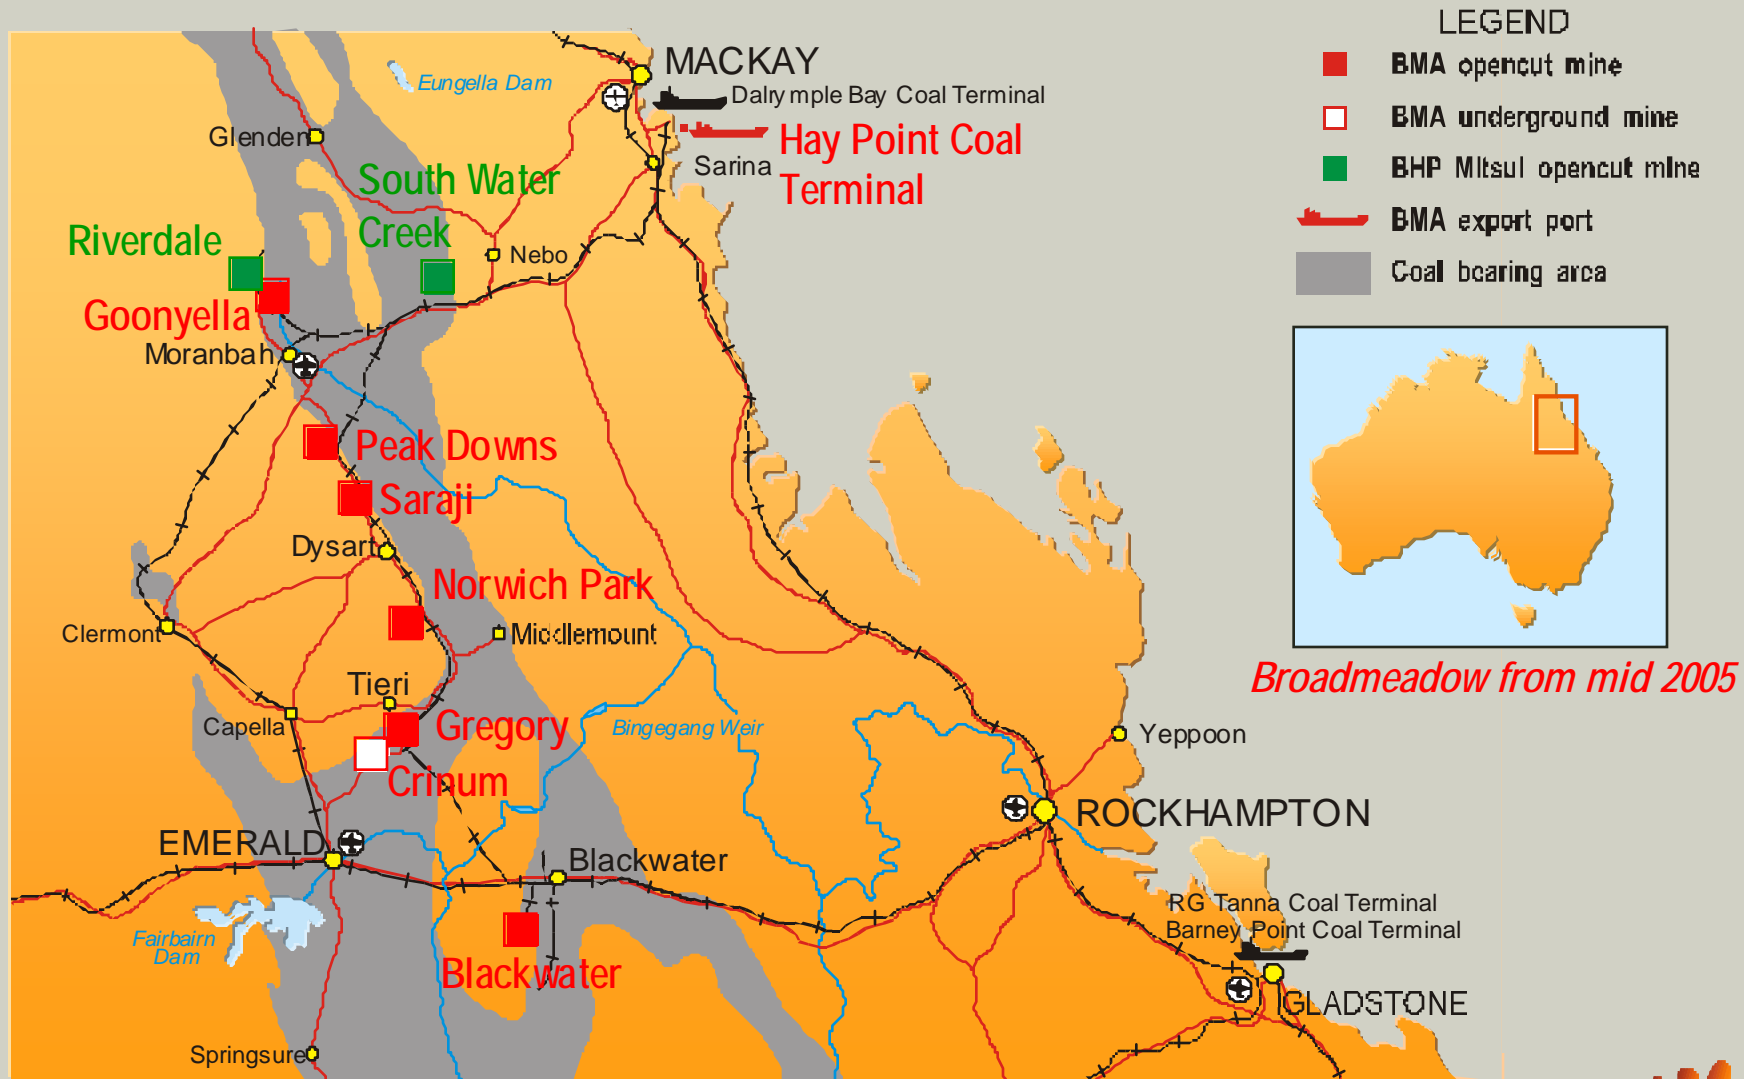 LEGEND
BMA opencut mine
BMA underground mine
BHP Mitsui opencut mine
BMA export port
Coal bearing area
MACKAY
Eungella Dam
Dalrymple Bay Coal Terminal
Glenden
Hay Point Coal
Terminal
Sarina
South Water
Creek
Riverdale
Nebo
Goonyella
Moranbah
Peak Downs
Saraji
Dysart
Norwich Park
Clermont
Middlemount
Broadmeadow from mid 2005
Tieri
Capella
Gregory
Bingegang Weir
Yeppoon
Crinum
ROCKHAMPTON
EMERALD
Blackwater
RG Tanna Coal Terminal
Barney Point Coal Terminal
Fairbairn
Dam
Blackwater
GLADSTONE
Springsure